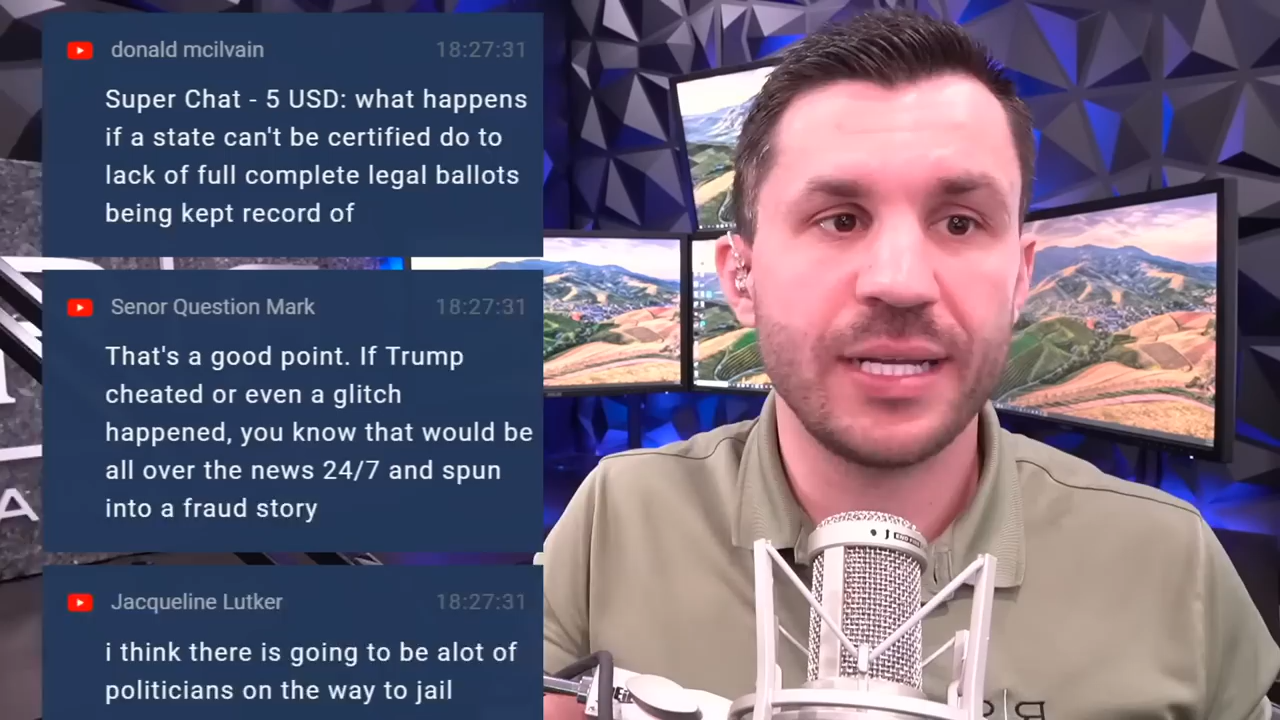 donald mcilvain 18:27:31
Super Chat - 5 USD: what happens
if a state can't be certified do to
lack of full complete legal ballots
being kept record of
Senor Question Mark 18:27:31
That's a good point. If Trump
cheated or even a glitch
happened, you know that would be
all over the news 24/7 and spun
into a fraud story
Jacqueline Lutker 18:27:31
i think there is going to be alot of
politicians on the way to jail